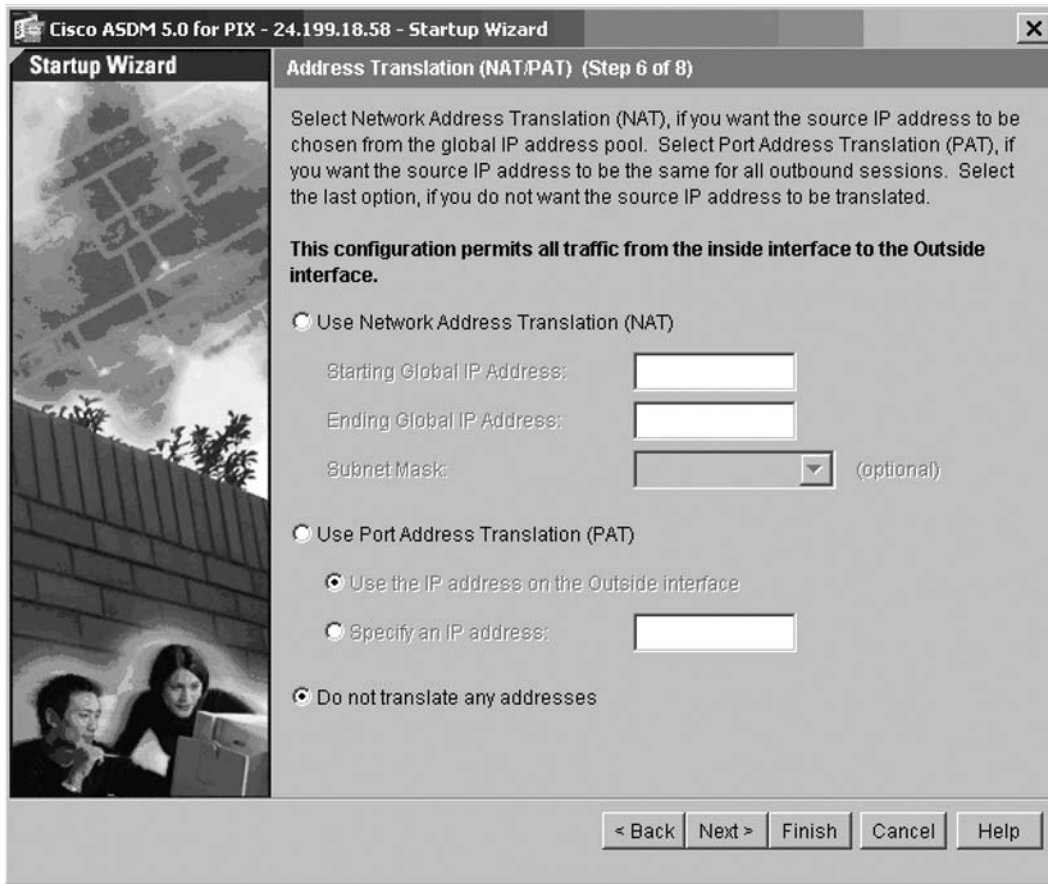 Cisco ASDM 5.0 for PIX - 24.199.18.58 - Startup Wizard
Startup Wizard
Address Translation (NAT/PAT) (Step 6 of 8)
Select Network Address Translation (NAT), if you want the source IP address to be
chosen from the global IP address pool. Select Port Address Translation (PAT), if
you want the source IP address to be the same for all outbound sessions. Select
the last option, if you do not want the source IP address to be translated.
This configuration permits all traffic from the inside interface to the Outside
interface.
Use Network Address Translation (NAT)
Starting Global IP Address:
Ending Global IP Address:
Subnet Mask: (optional)
Use Port Address Translation (PAT)
Use the IP address on the Outside interface
Specify an IP address:
Do not translate any addresses
< Back Next > Finish Cancel Help